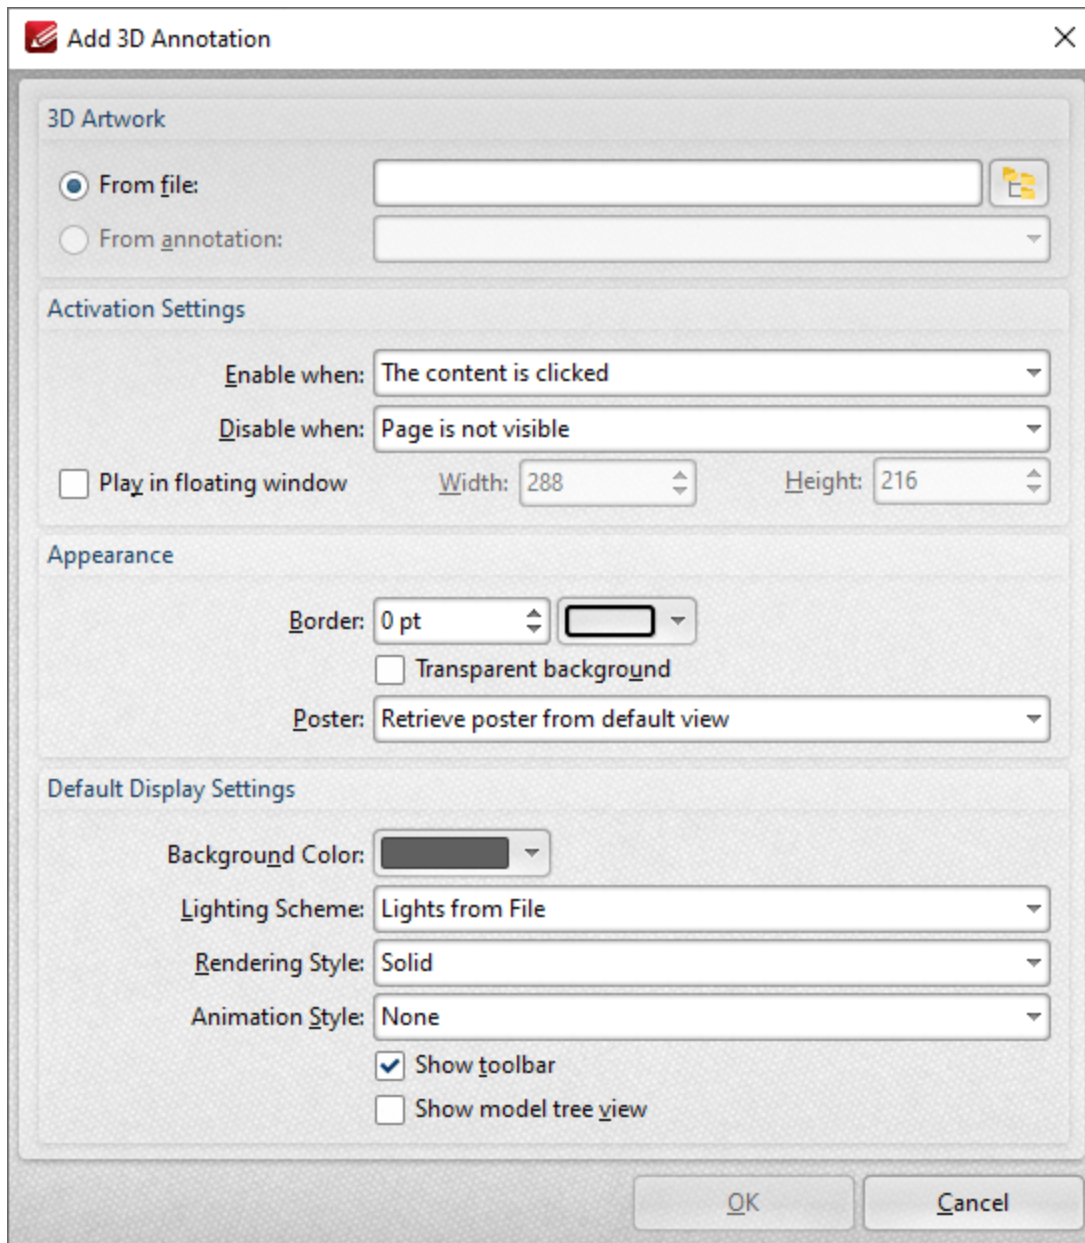 Add 3D Annotation
3D Artwork
From file:
From annotation:
Activation Settings
Enable when: The content is clicked
Disable when: Page is not visible
Play in floating window Width: 288 Height: 216
Appearance
Border: 0 pt
Transparent background
Poster: Retrieve poster from default view
Default Display Settings
Background Color:
Lighting Scheme: Lights from File
Rendering Style: Solid
Animation Style: None
Show toolbar
Show model tree view
OK Cancel